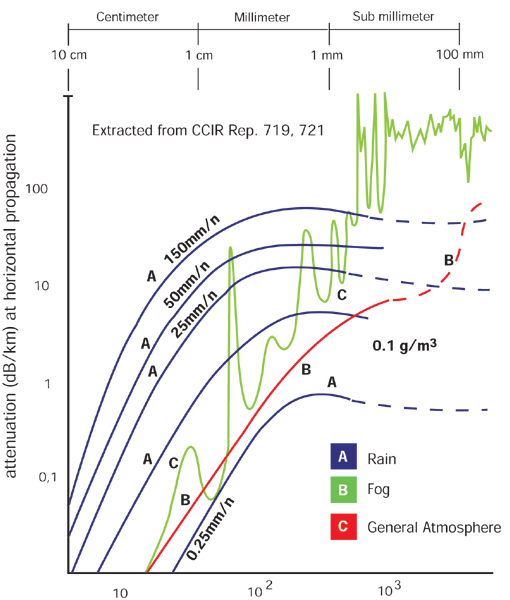 Centimeter Millimeter Sub millimeter
10 cm 1 cm 1 mm 100 mm
Extracted from CCIR Rep. 719, 721
attenuation (dB/km) at horizontal propagation
100
10
1
0,1
150mm/n
50mm/n
25mm/n
0.25mm/n
A
A
A
A
C
B
C
B
A
B
0.1 g/m³
A Rain
B Fog
C General Atmosphere
10 10² 10³